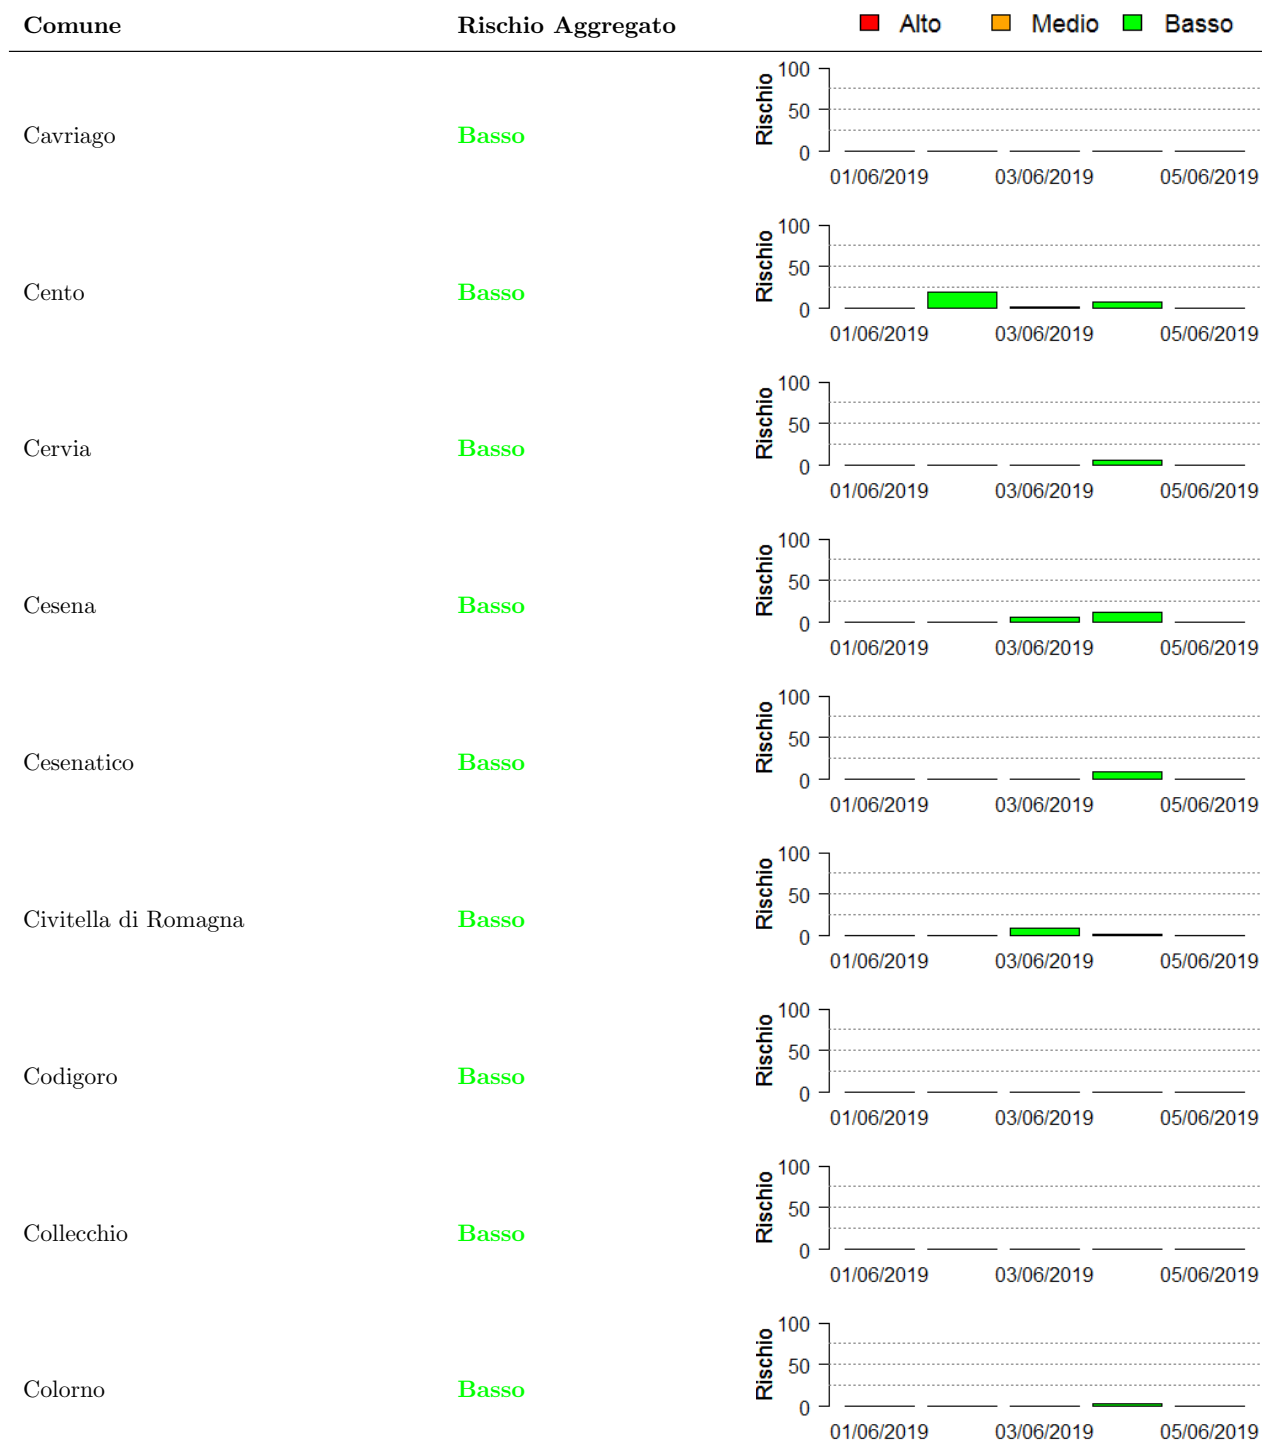 Comune Rischio Aggregato Alto Medio Basso
Cavriago Basso Rischio 100 50 0
01/06/2019 03/06/2019 05/06/2019
Cento Basso Rischio 100 50 0
01/06/2019 03/06/2019 05/06/2019
Cervia Basso Rischio 100 50 0
01/06/2019 03/06/2019 05/06/2019
Cesena Basso Rischio 100 50 0
01/06/2019 03/06/2019 05/06/2019
Cesenatico Basso Rischio 100 50 0
01/06/2019 03/06/2019 05/06/2019
Civitella di Romagna Basso Rischio 100 50 0
01/06/2019 03/06/2019 05/06/2019
Codigoro Basso Rischio 100 50 0
01/06/2019 03/06/2019 05/06/2019
Collecchio Basso Rischio 100 50 0
01/06/2019 03/06/2019 05/06/2019
Colorno Basso Rischio 100 50 0
01/06/2019 03/06/2019 05/06/2019